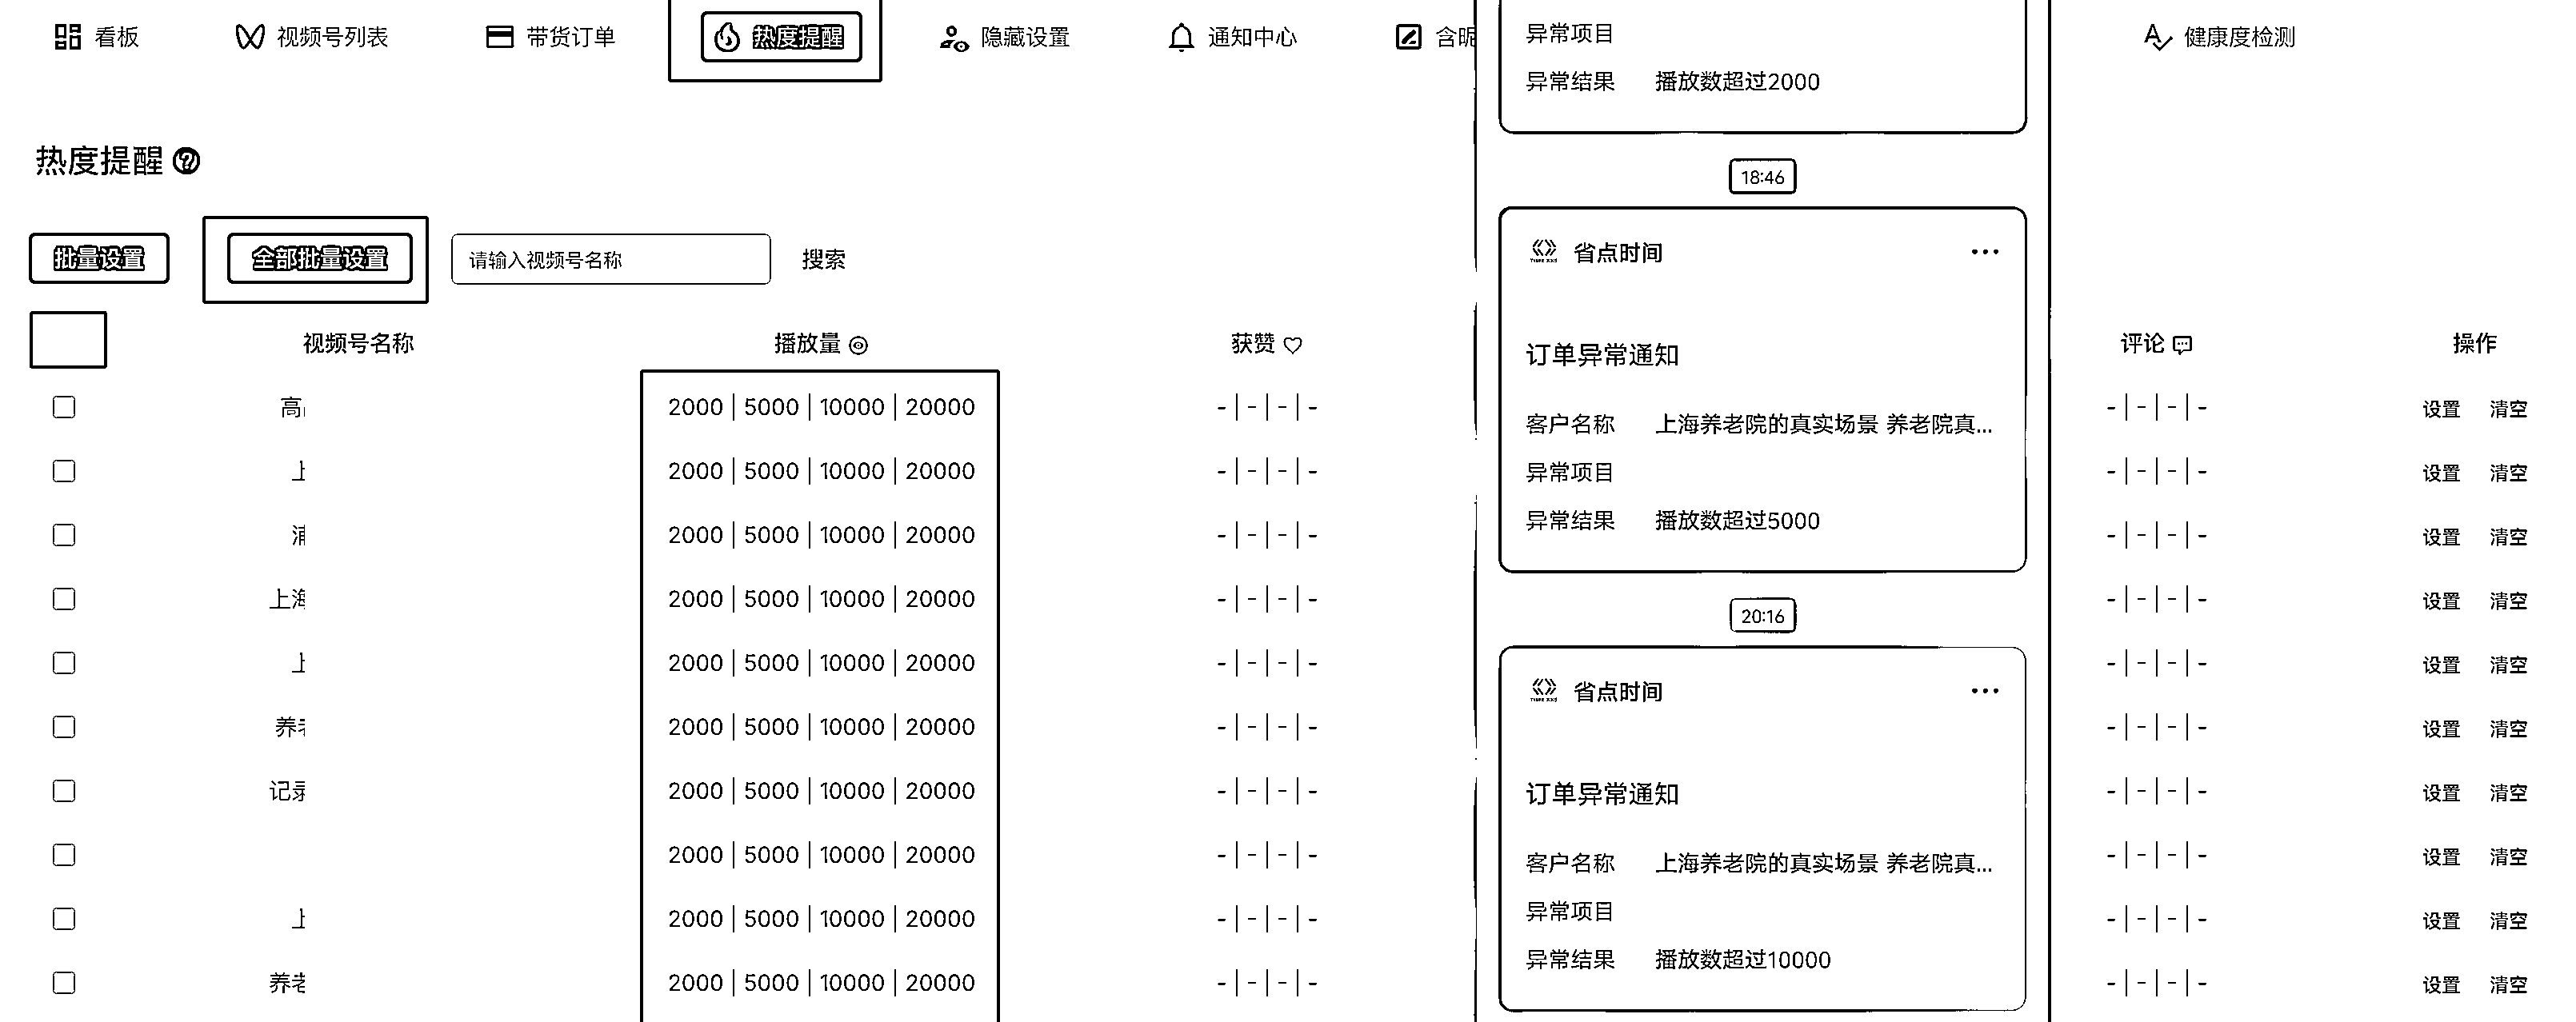 看板 视频号列表 带货订单 热度提醒 隐藏设置 通知中心 含昵 健康度检测
热度提醒
批量设置 全部批量设置 请输入视频号名称 搜索
视频号名称 播放量 获赞 评论 操作
高 2000 | 5000 | 10000 | 20000 -|-|-|- -|-|-|- 设置 清空
上 2000 | 5000 | 10000 | 20000 -|-|-|- -|-|-|- 设置 清空
2000 | 5000 | 10000 | 20000 -|-|-|- -|-|-|- 设置 清空
上海 2000 | 5000 | 10000 | 20000 -|-|-|- -|-|-|- 设置 清空
上 2000 | 5000 | 10000 | 20000 -|-|-|- -|-|-|- 设置 清空
养老 2000 | 5000 | 10000 | 20000 -|-|-|- -|-|-|- 设置 清空
记录 2000 | 5000 | 10000 | 20000 -|-|-|- -|-|-|- 设置 清空
2000 | 5000 | 10000 | 20000 -|-|-|- -|-|-|- 设置 清空
上 2000 | 5000 | 10000 | 20000 -|-|-|- -|-|-|- 设置 清空
养老 2000 | 5000 | 10000 | 20000 -|-|-|- -|-|-|- 设置 清空
异常项目
异常结果 播放数超过2000
18:46
省点时间
订单异常通知
客户名称 上海养老院的真实场景 养老院真...
异常项目
异常结果 播放数超过5000
20:16
省点时间
订单异常通知
客户名称 上海养老院的真实场景 养老院真...
异常项目
异常结果 播放数超过10000